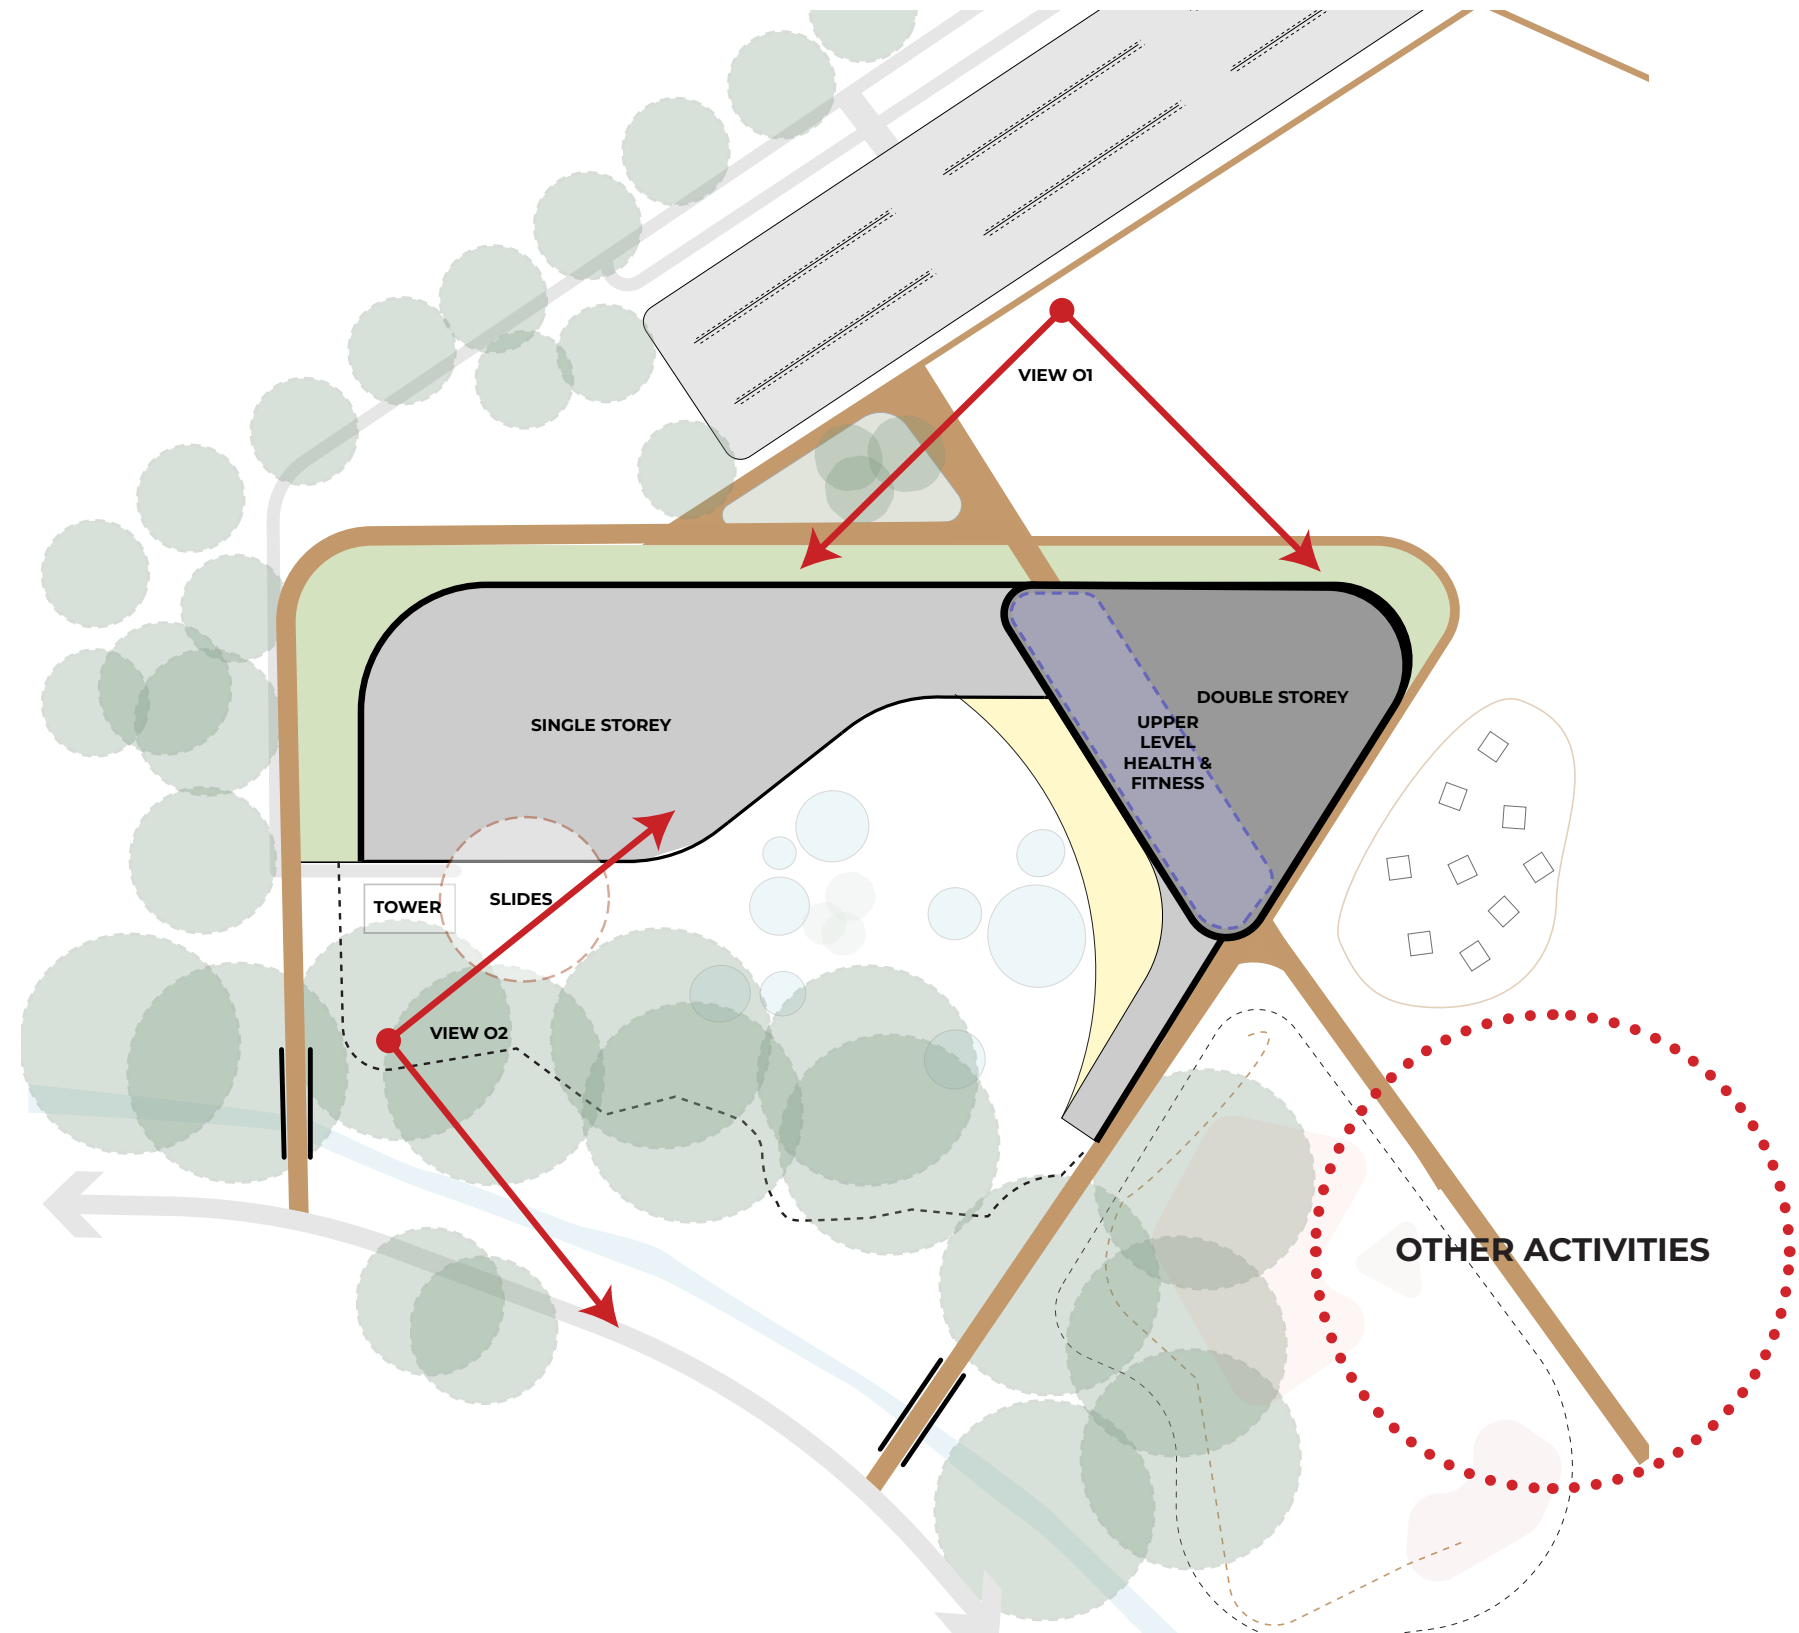 VIEW O1
DOUBLE STOREY
SINGLE STOREY
UPPER
LEVEL
HEALTH &
FITNESS
TOWER
SLIDES
VIEW O2
OTHER ACTIVITIES